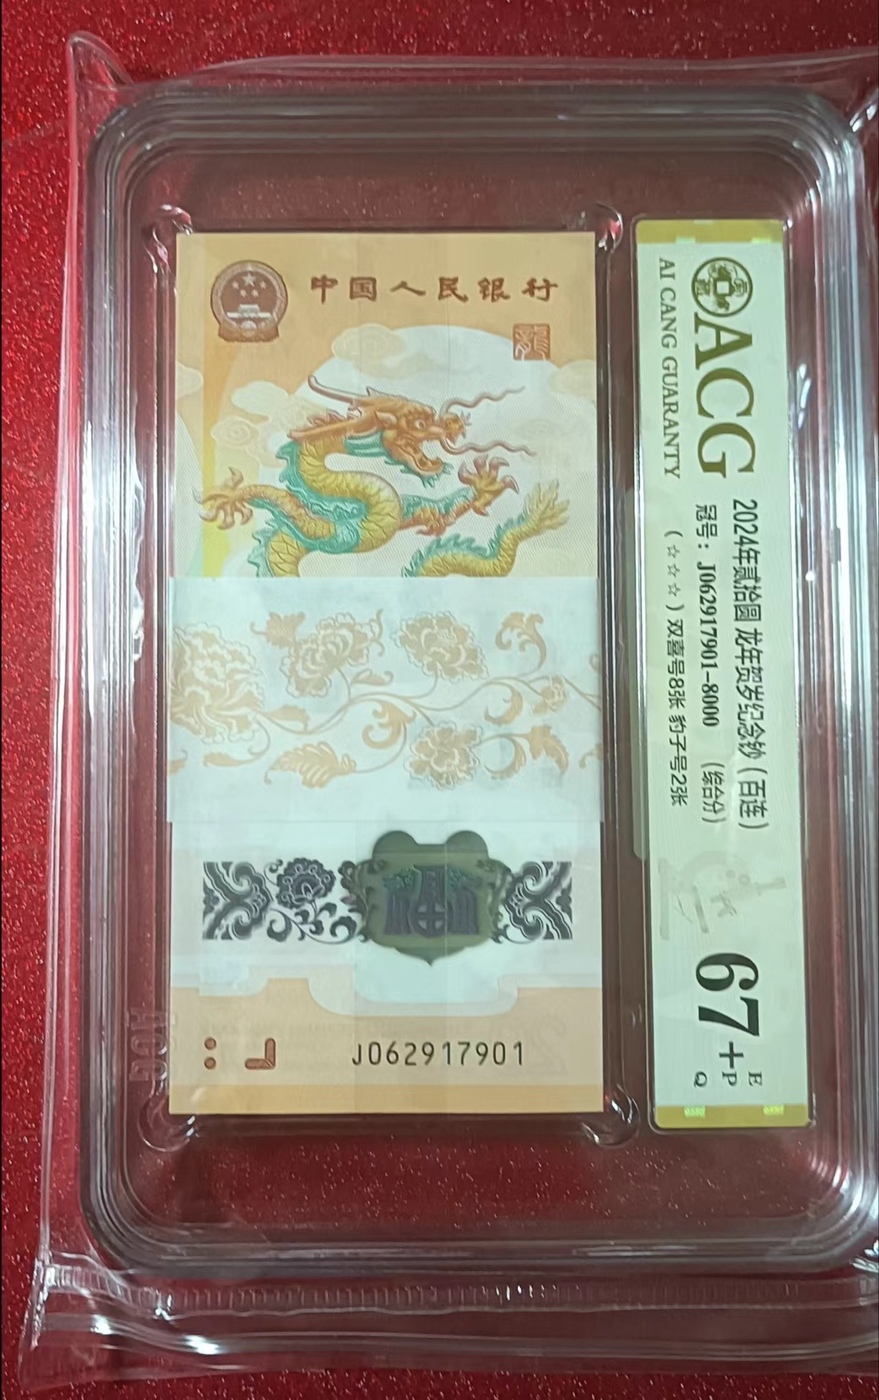 中国人民银行
J062917901
ACG
AI CANG GUARANTY
2024年贰拾圆 龙年贺岁纪念钞（百连）
冠号：J062917901-8000 （综合分）
（☆☆☆）双喜号8张 豹子号2张
67+
E
P
Q
ACG